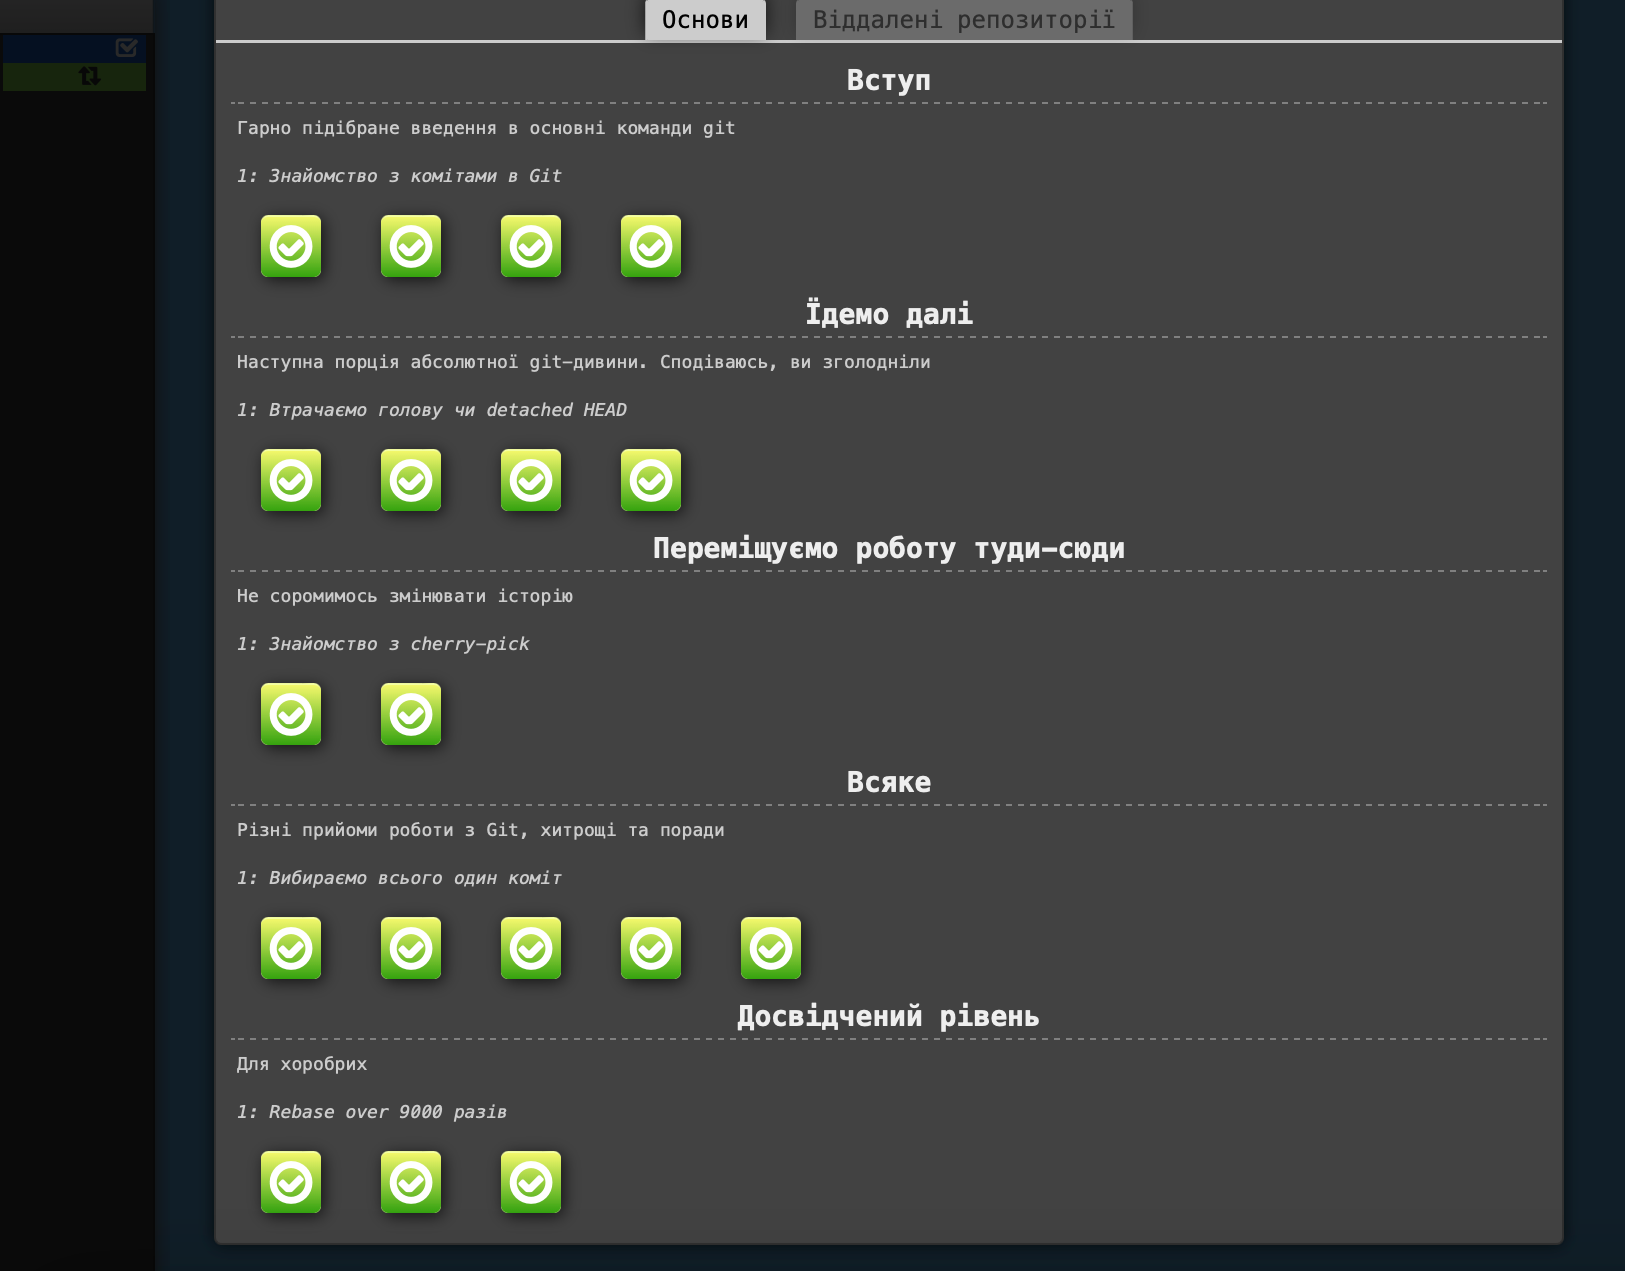 Основи
Віддалені репозиторії
Вступ
Гарно підібране введення в основні команди git
1: Знайомство з комітами в Git
Їдемо далі
Наступна порція абсолютної git-дивини. Сподіваюсь, ви зголодніли
1: Втрачаємо голову чи detached HEAD
Переміщуємо роботу туди-сюди
Не соромимось змінювати історію
1: Знайомство з cherry-pick
Всяке
Різні прийоми роботи з Git, хитрощі та поради
1: Вибираємо всього один коміт
Досвідчений рівень
Для хоробрих
1: Rebase over 9000 разів